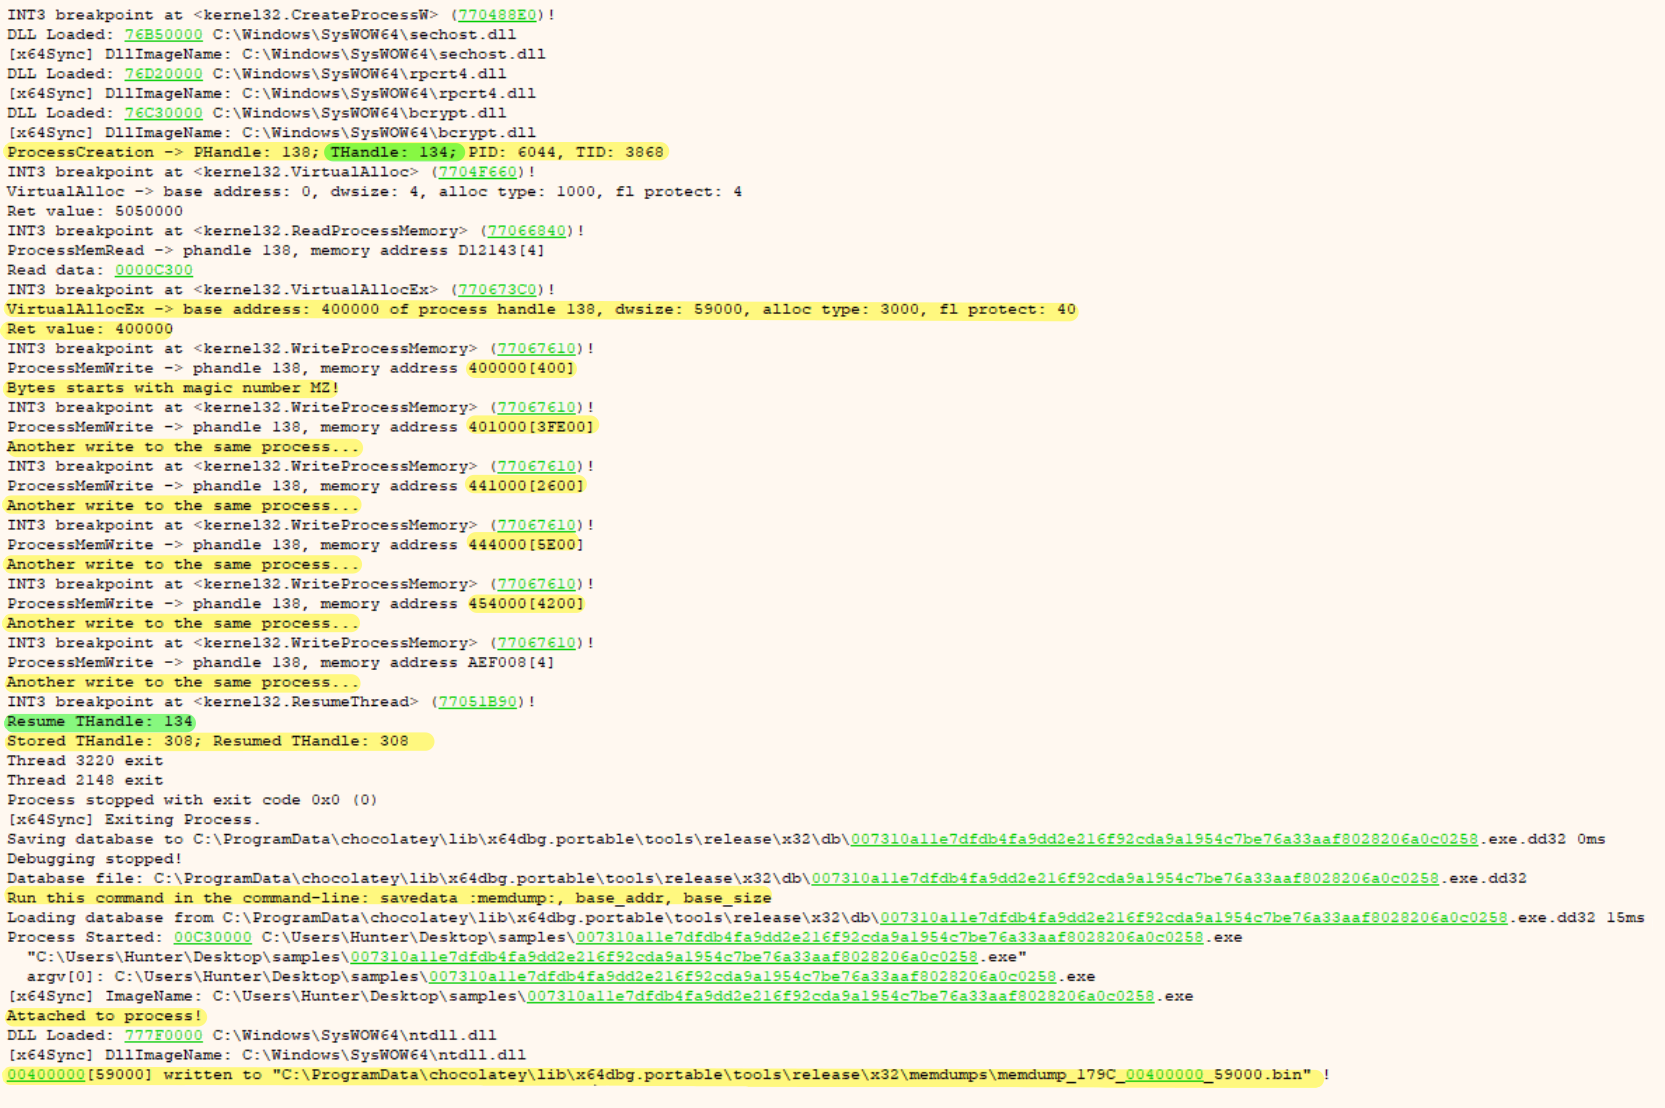 INT3 breakpoint at <kernel32.CreateProcessW> (770488E0)!
DLL Loaded: 76B50000 C:\Windows\SysWOW64\sechost.dll
[x64Sync] DllImageName: C:\Windows\SysWOW64\sechost.dll
DLL Loaded: 76D20000 C:\Windows\SysWOW64\rpcrt4.dll
[x64Sync] DllImageName: C:\Windows\SysWOW64\rpcrt4.dll
DLL Loaded: 76C30000 C:\Windows\SysWOW64\bcrypt.dll
[x64Sync] DllImageName: C:\Windows\SysWOW64\bcrypt.dll
ProcessCreation -> PHandle: 138; THandle: 134; PID: 6044, TID: 3868
INT3 breakpoint at <kernel32.VirtualAlloc> (7704F660)!
VirtualAlloc -> base address: 0, dwsize: 4, alloc type: 1000, fl protect: 4
Ret value: 5050000
INT3 breakpoint at <kernel32.ReadProcessMemory> (77066840)!
ProcessMemRead -> phandle 138, memory address D12143[4]
Read data: 0000C300
INT3 breakpoint at <kernel32.VirtualAllocEx> (770673C0)!
VirtualAllocEx -> base address: 400000 of process handle 138, dwsize: 59000, alloc type: 3000, fl protect: 40
Ret value: 400000
INT3 breakpoint at <kernel32.WriteProcessMemory> (77067610)!
ProcessMemWrite -> phandle 138, memory address 400000[400]
Bytes starts with magic number MZ!
INT3 breakpoint at <kernel32.WriteProcessMemory> (77067610)!
ProcessMemWrite -> phandle 138, memory address 401000[3FE00]
Another write to the same process...
INT3 breakpoint at <kernel32.WriteProcessMemory> (77067610)!
ProcessMemWrite -> phandle 138, memory address 441000[2600]
Another write to the same process...
INT3 breakpoint at <kernel32.WriteProcessMemory> (77067610)!
ProcessMemWrite -> phandle 138, memory address 444000[5E00]
Another write to the same process...
INT3 breakpoint at <kernel32.WriteProcessMemory> (77067610)!
ProcessMemWrite -> phandle 138, memory address 454000[4200]
Another write to the same process...
INT3 breakpoint at <kernel32.WriteProcessMemory> (77067610)!
ProcessMemWrite -> phandle 138, memory address AEF008[4]
Another write to the same process...
INT3 breakpoint at <kernel32.ResumeThread> (77051B90)!
Resume THandle: 134
Stored THandle: 308; Resumed THandle: 308
Thread 3220 exit
Thread 2148 exit
Process stopped with exit code 0x0 (0)
[x64Sync] Exiting Process.
Saving database to C:\ProgramData\chocolatey\lib\x64dbg.portable\tools\release\x32\db\007310a11e7dfdb4fa9dd2e216f92cda9a1954c7be76a33aaf8028206a0c0258.exe.dd32 0ms
Debugging stopped!
Database file: C:\ProgramData\chocolatey\lib\x64dbg.portable\tools\release\x32\db\007310a11e7dfdb4fa9dd2e216f92cda9a1954c7be76a33aaf8028206a0c0258.exe.dd32
Run this command in the command-line: savedata :memdump:, base_addr, base_size
Loading database from C:\ProgramData\chocolatey\lib\x64dbg.portable\tools\release\x32\db\007310a11e7dfdb4fa9dd2e216f92cda9a1954c7be76a33aaf8028206a0c0258.exe.dd32 15ms
Process Started: 00C30000 C:\Users\Hunter\Desktop\samples\007310a11e7dfdb4fa9dd2e216f92cda9a1954c7be76a33aaf8028206a0c0258.exe
"C:\Users\Hunter\Desktop\samples\007310a11e7dfdb4fa9dd2e216f92cda9a1954c7be76a33aaf8028206a0c0258.exe"
argv[0]: C:\Users\Hunter\Desktop\samples\007310a11e7dfdb4fa9dd2e216f92cda9a1954c7be76a33aaf8028206a0c0258.exe
[x64Sync] ImageName: C:\Users\Hunter\Desktop\samples\007310a11e7dfdb4fa9dd2e216f92cda9a1954c7be76a33aaf8028206a0c0258.exe
Attached to process!
DLL Loaded: 777F0000 C:\Windows\SysWOW64\ntdll.dll
[x64Sync] DllImageName: C:\Windows\SysWOW64\ntdll.dll
00400000[59000] written to "C:\ProgramData\chocolatey\lib\x64dbg.portable\tools\release\x32\memdumps\memdump_179C_00400000_59000.bin" !